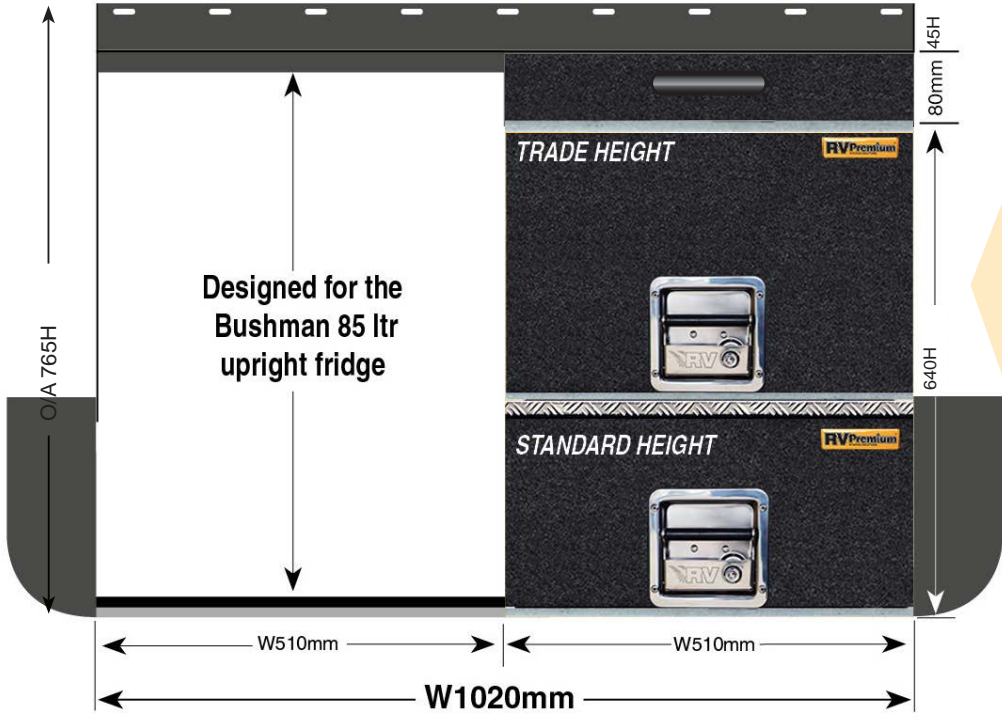 45H
80mm
TRADE HEIGHT
RVPremium
Designed for the
Bushman 85 ltr
upright fridge
O/A 765H
640H
RV
STANDARD HEIGHT
RVPremium
RV
W510mm
W510mm
W1020mm